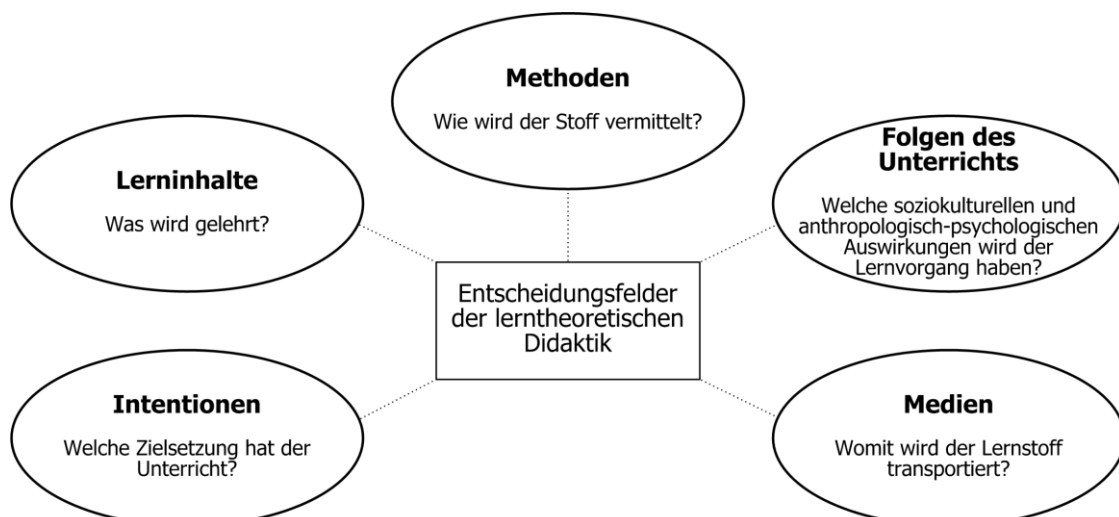 Methoden
Wie wird der Stoff vermittelt?
Lerninhalte
Was wird gelehrt?
Folgen des
Unterrichts
Welche soziokulturellen und
anthropologisch-psychologischen
Auswirkungen wird der
Lernvorgang haben?
Entscheidungsfelder
der lerntheoretischen
Didaktik
Intentionen
Welche Zielsetzung hat der
Unterricht?
Medien
Womit wird der Lernstoff
transportiert?